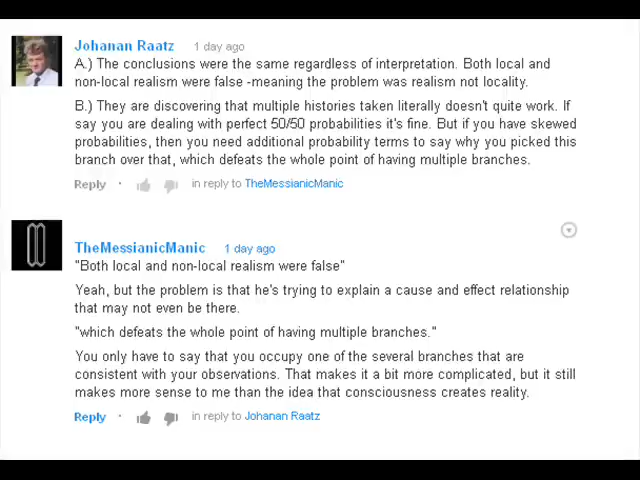 Johanan Raatz 1 day ago
A.) The conclusions were the same regardless of interpretation. Both local and
non-local realism were false -meaning the problem was realism not locality.
B.) They are discovering that multiple histories taken literally doesn't quite work. If
say you are dealing with perfect 50/50 probabilities it's fine. But if you have skewed
probabilities, then you need additional probability terms to say why you picked this
branch over that, which defeats the whole point of having multiple branches.
Reply · in reply to TheMessianicManic
TheMessianicManic 1 day ago
"Both local and non-local realism were false"
Yeah, but the problem is that he's trying to explain a cause and effect relationship
that may not even be there.
"which defeats the whole point of having multiple branches."
You only have to say that you occupy one of the several branches that are
consistent with your observations. That makes it a bit more complicated, but it still
makes more sense to me than the idea that consciousness creates reality.
Reply · in reply to Johanan Raatz